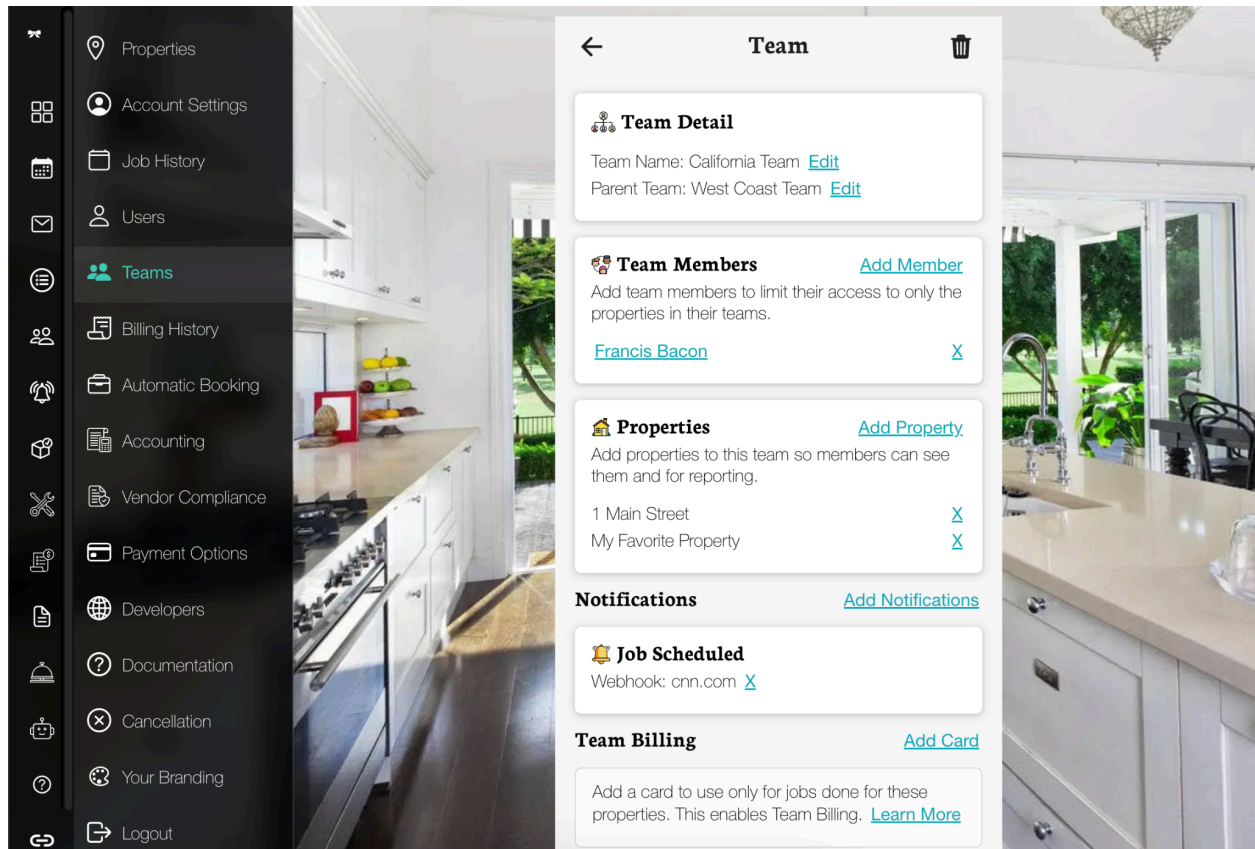 Properties
Account Settings
Job History
Users
Teams
Billing History
Automatic Booking
Accounting
Vendor Compliance
Payment Options
Developers
Documentation
Cancellation
Your Branding
Logout
Team
Team Detail
Team Name: California Team Edit
Parent Team: West Coast Team Edit
Team Members Add Member
Add team members to limit their access to only the
properties in their teams.
Francis Bacon X
Properties Add Property
Add properties to this team so members can see
them and for reporting.
1 Main Street X
My Favorite Property X
Notifications Add Notifications
Job Scheduled
Webhook: cnn.com X
Team Billing Add Card
Add a card to use only for jobs done for these
properties. This enables Team Billing. Learn More